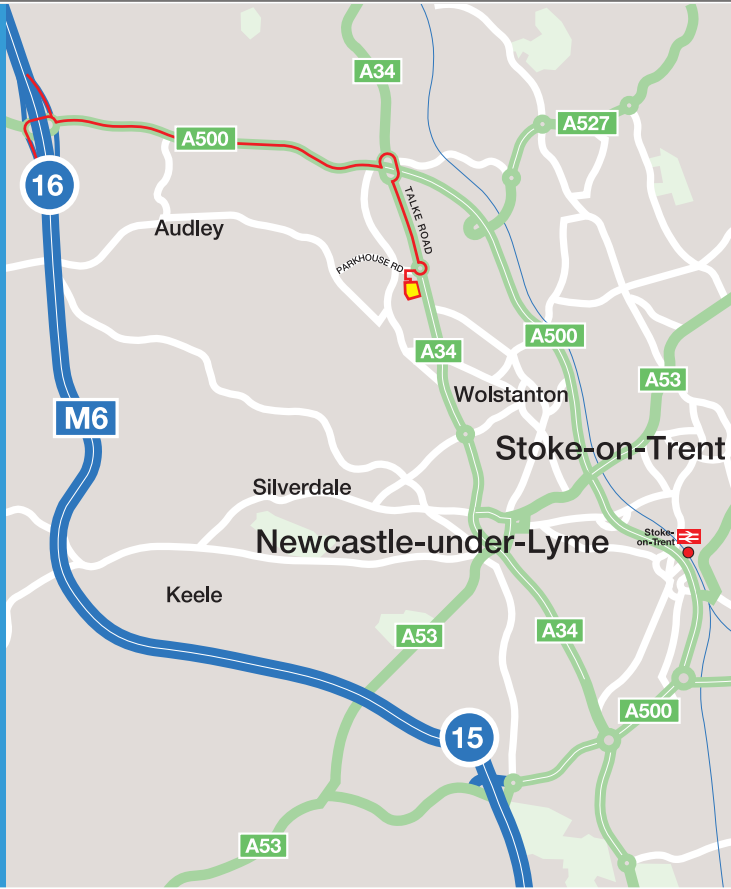 A34
A527
A500
16
TALKE ROAD
Audley
PARKHOUSE RD
A500
A34
A53
Wolstanton
M6
Stoke-on-Trent
Silverdale
Stoke-
on-Trent
Newcastle-under-Lyme
Keele
A53
A34
A500
15
A53